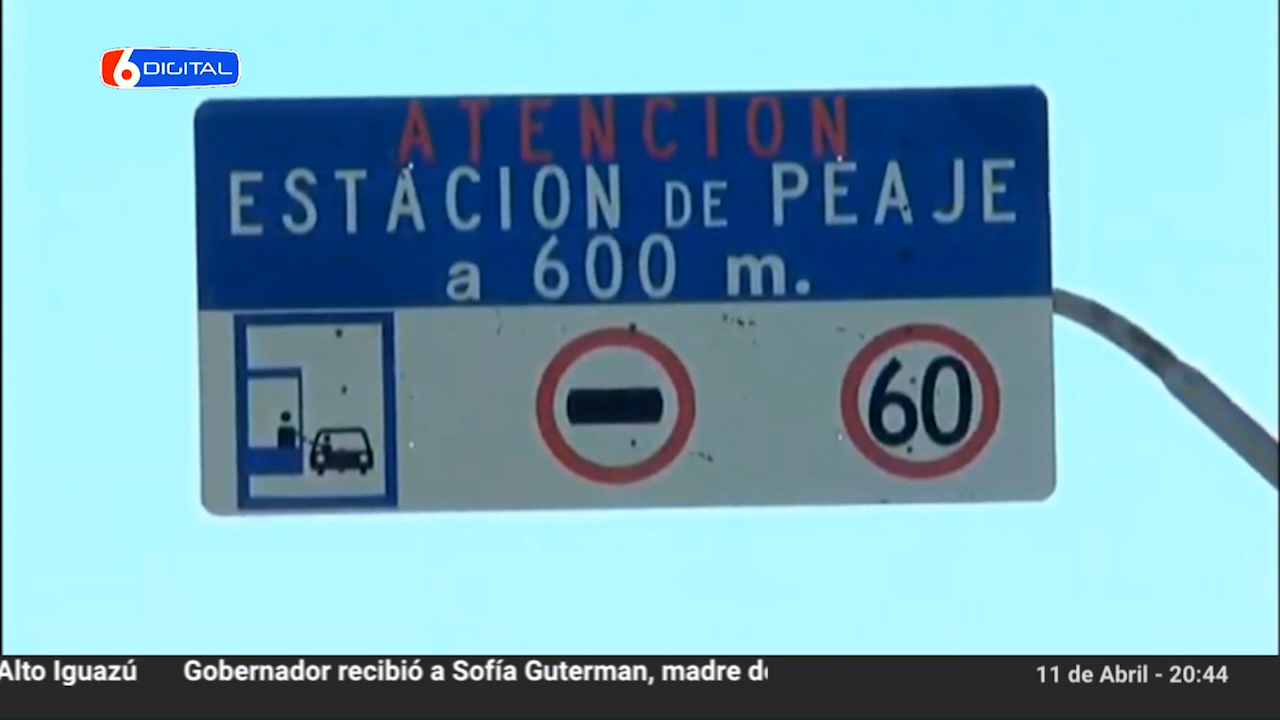 6 DIGITAL
ATENCION
ESTACION DE PEAJE
a 600 m.
60
Alto Iguazú Gobernador recibió a Sofía Guterman, madre de
11 de Abril - 20:44